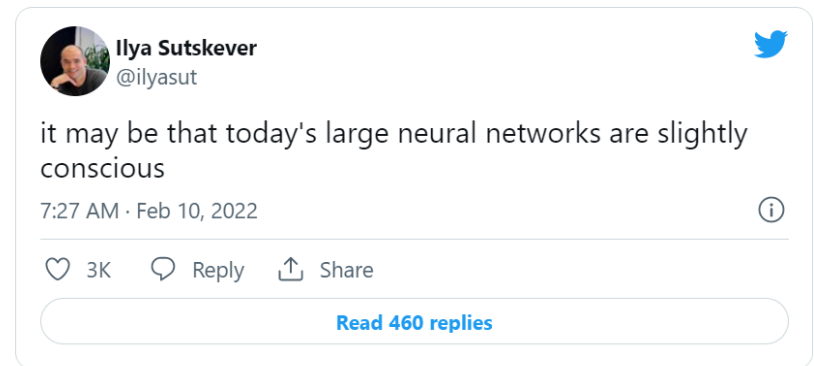 Ilya Sutskever
@ilyasut
it may be that today's large neural networks are slightly
conscious
7:27 AM · Feb 10, 2022
3K Reply Share
Read 460 replies